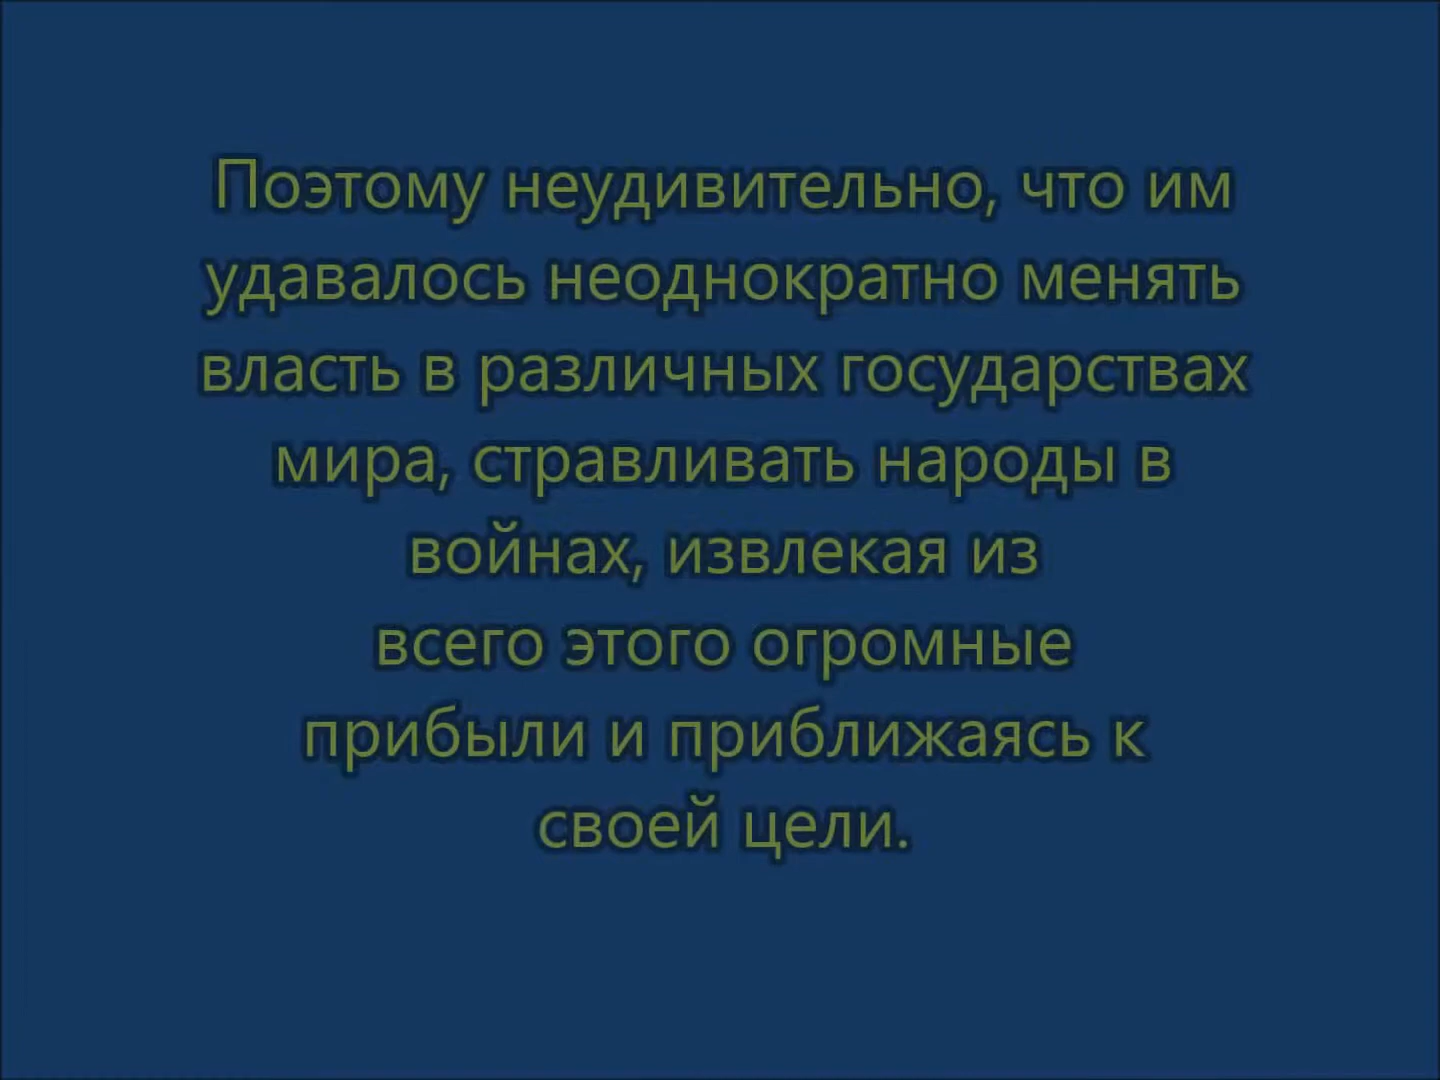 Поэтому неудивительно, что им
удавалось неоднократно менять
власть в различных государствах
мира, стравливать народы в
войнах, извлекая из
всего этого огромные
прибыли и приближаясь к
своей цели.